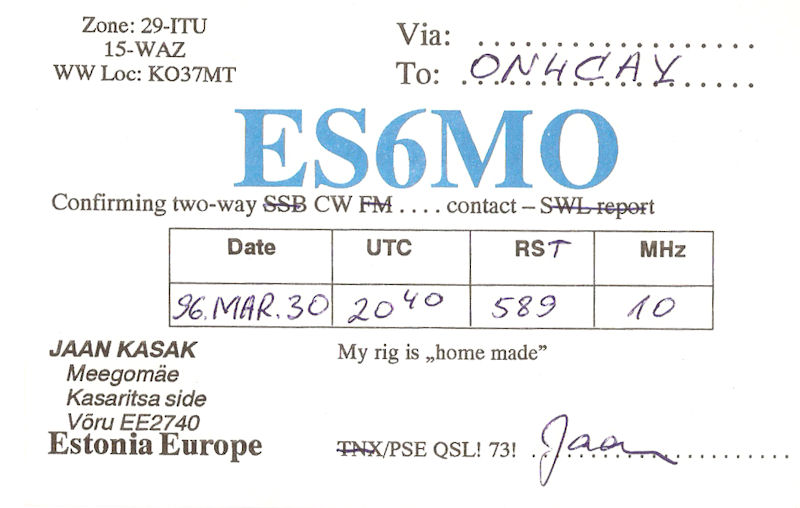 Zone: 29-ITU
15-WAZ
WW Loc: KO37MT
Via: ......................
To: ON4CAY
ES6MO
Confirming two-way SSB CW FM .... contact – SWL report
Date UTC RST MHz
96.MAR.30 20 40 589 10
JAAN KASAK
Meegomäe
Kasaritsa side
Võru EE2740
Estonia Europe
My rig is „home made”
TNX/PSE QSL! 73! Jaan